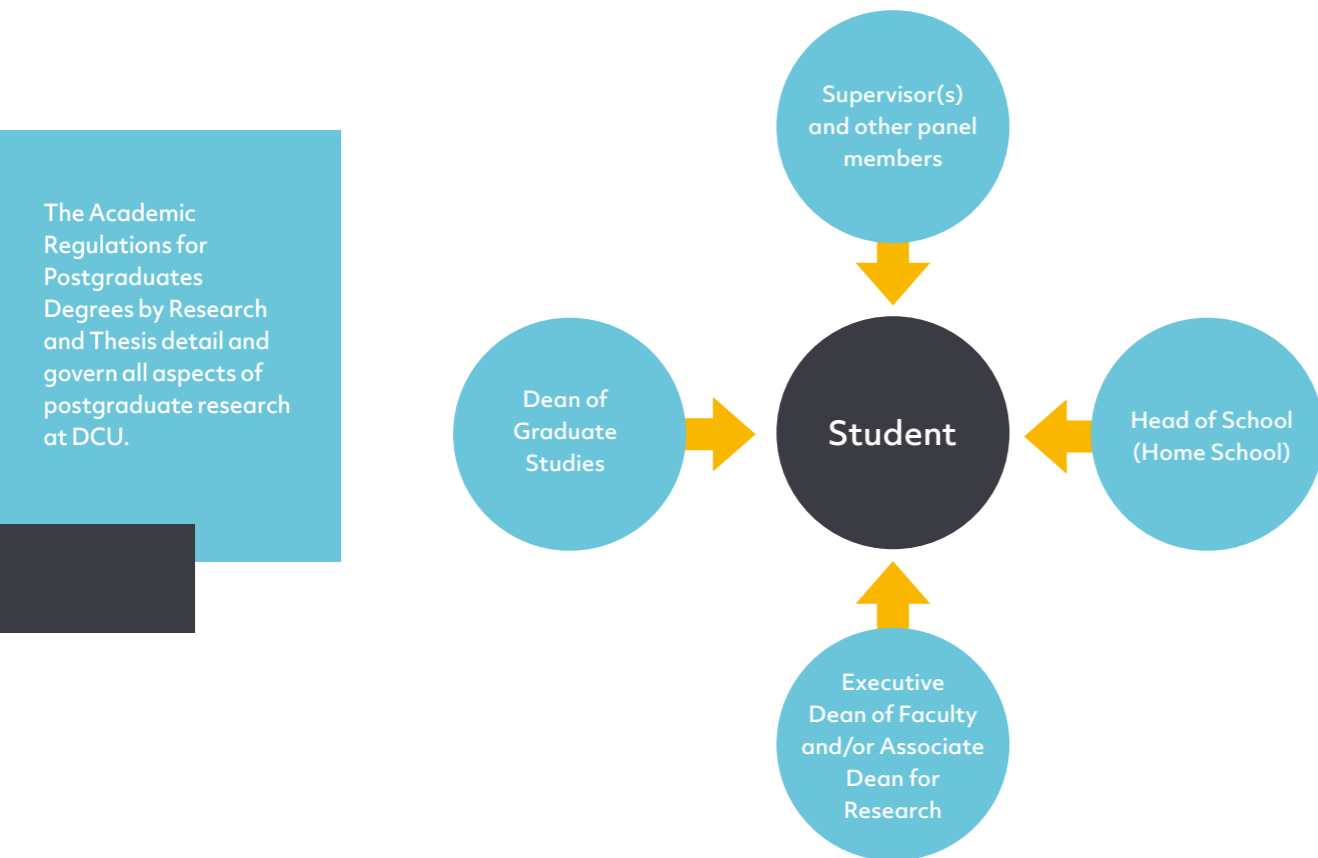 The Academic
Regulations for
Postgraduates
Degrees by Research
and Thesis detail and
govern all aspects of
postgraduate research
at DCU.
Supervisor(s)
and other panel
members
Dean of
Graduate
Studies
Student
Head of School
(Home School)
Executive
Dean of Faculty
and/or Associate
Dean for
Research